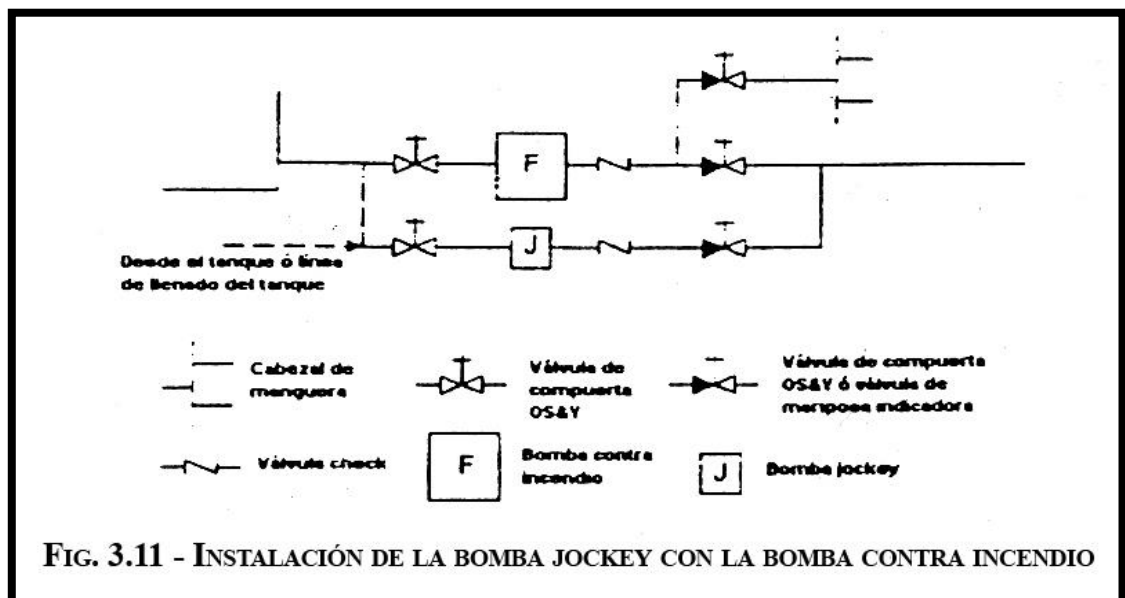 F
J
Desde el tanque ó línea
de llenado del tanque
Cabezal de
manguera
Válvula de
compuerta
OS&Y
Válvula de compuerta
OS&Y ó válvula de
mariposa indicadora
Válvula check
F
Bomba contra
incendio
J
Bomba jockey
FIG. 3.11 - INSTALACIÓN DE LA BOMBA JOCKEY CON LA BOMBA CONTRA INCENDIO